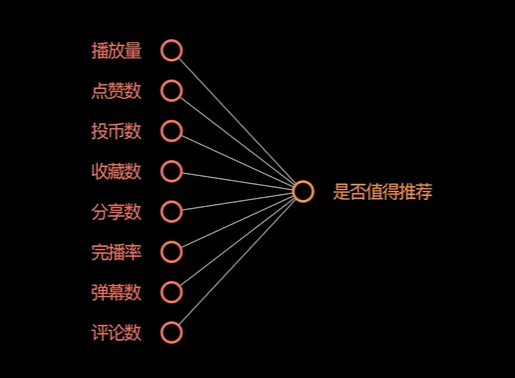 播放量
点赞数
投币数
收藏数
分享数
完播率
弹幕数
评论数
是否值得推荐